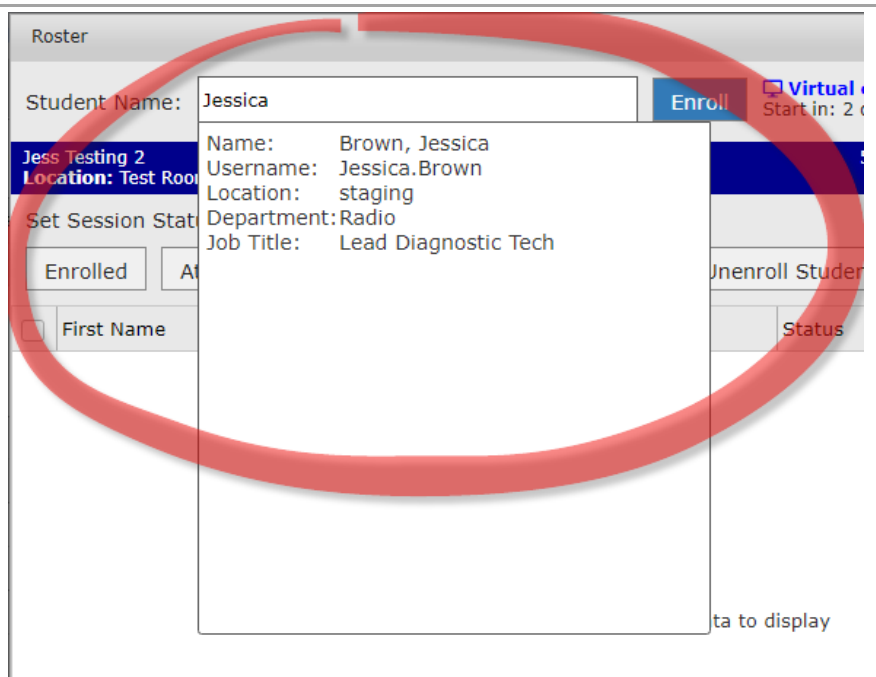 Roster
Student Name: Jessica Enroll Virtual
Start in: 2
Jess Testing 2
Location: Test Roo
Name: Brown, Jessica
Username: Jessica.Brown
Location: staging
Department: Radio
Job Title: Lead Diagnostic Tech
Set Session Stat
Enrolled At Unenroll Studen
First Name Status
ta to display